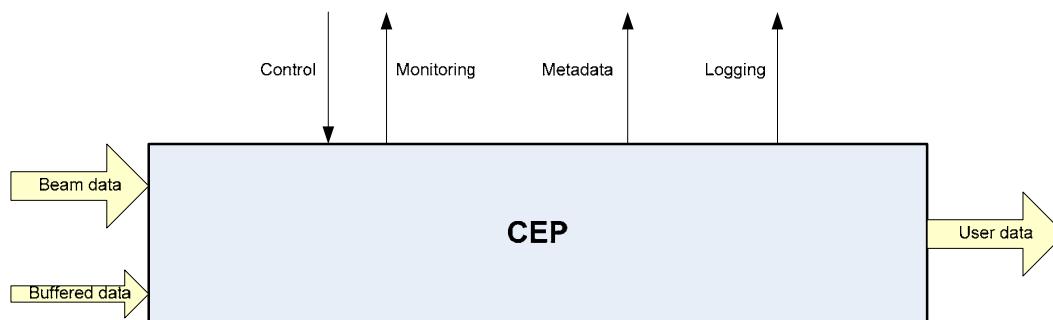 Control
Monitoring
Metadata
Logging
Beam data
CEP
User data
Buffered data